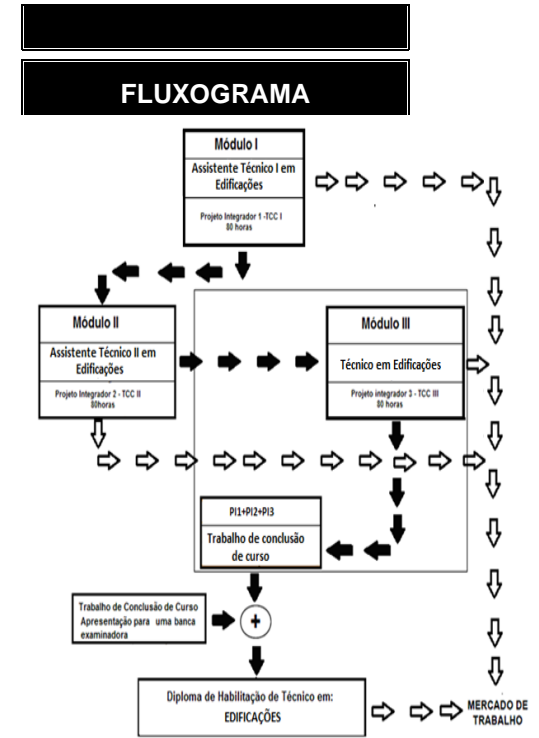 FLUXOGRAMA
Módulo I
Assistente Técnico I em
Edificações
Projeto Integrador 1 -TCC I
80 horas
Módulo II
Assistente Técnico II em
Edificações
Projeto Integrador 2 - TCC II
80horas
Módulo III
Técnico em Edificações
Projeto integrador 3 - TCC III
80 horas
PI1+PI2+PI3
Trabalho de conclusão
de curso
Trabalho de Conclusão de Curso
Apresentação para uma banca
examinadora
+
Diploma de Habilitação de Técnico em:
EDIFICAÇÕES
MERCADO DE
TRABALHO